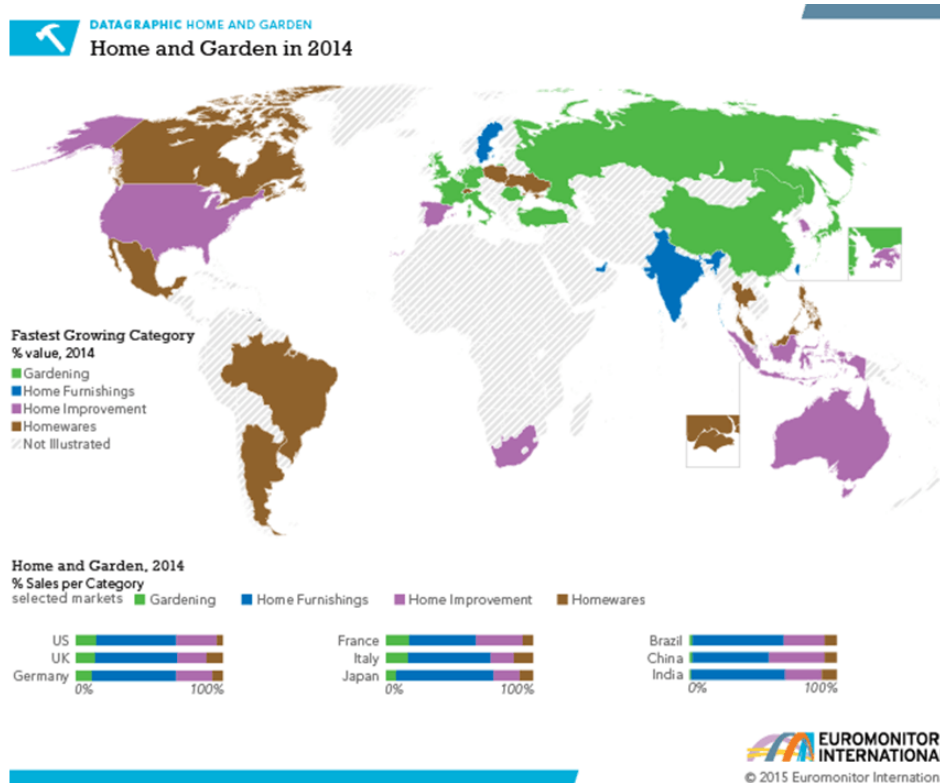 DATAGRAPHIC HOME AND GARDEN
Home and Garden in 2014
Fastest Growing Category
% value, 2014
Gardening
Home Furnishings
Home Improvement
Homewares
Not Illustrated
Home and Garden, 2014
% Sales per Category
selected markets Gardening Home Furnishings Home Improvement Homewares
US France Brazil
UK Italy China
Germany Japan India
0% 100% 0% 100% 0% 100%
EUROMONITOR
INTERNATIONA
© 2015 Euromonitor Internation